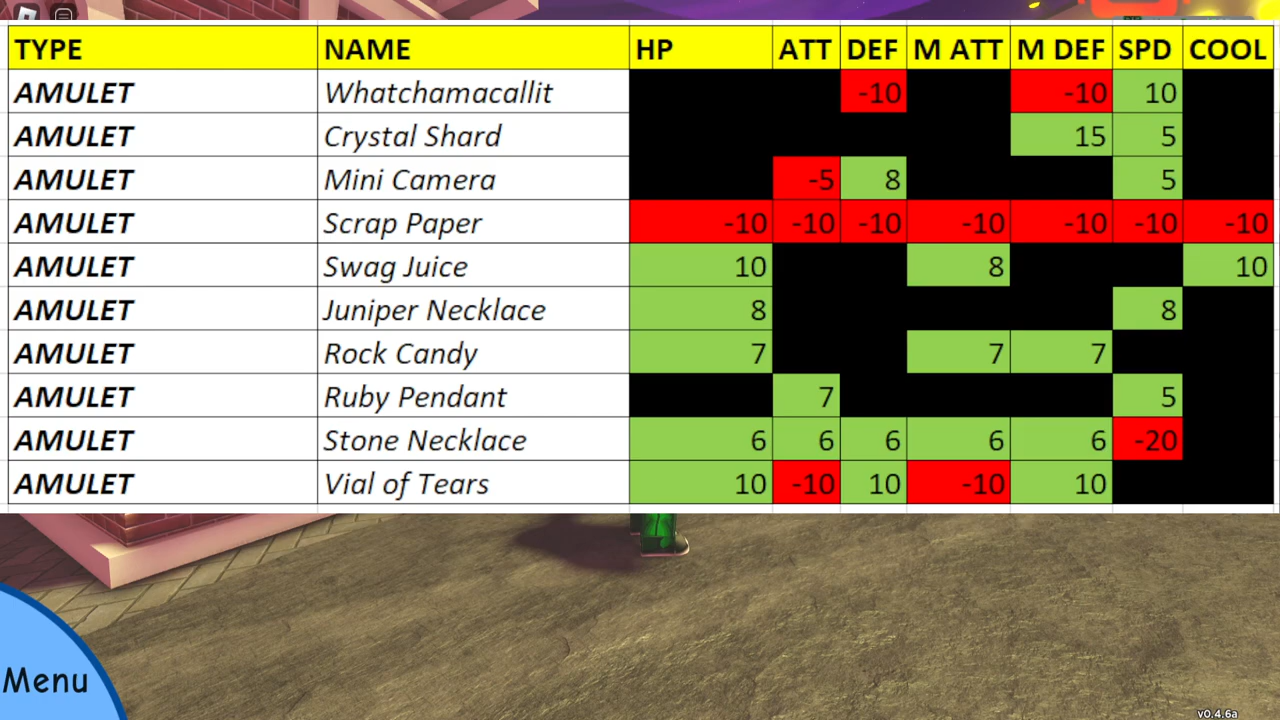 TYPE NAME HP ATT DEF M ATT M DEF SPD COOL
AMULET Whatchamacallit -10 -10 10
AMULET Crystal Shard 15 5
AMULET Mini Camera -5 8 5
AMULET Scrap Paper -10 -10 -10 -10 -10 -10 -10
AMULET Swag Juice 10 8 10
AMULET Juniper Necklace 8 8
AMULET Rock Candy 7 7 7
AMULET Ruby Pendant 7 5
AMULET Stone Necklace 6 6 6 6 6 -20
AMULET Vial of Tears 10 -10 10 -10 10
Menu
v0.4.6a